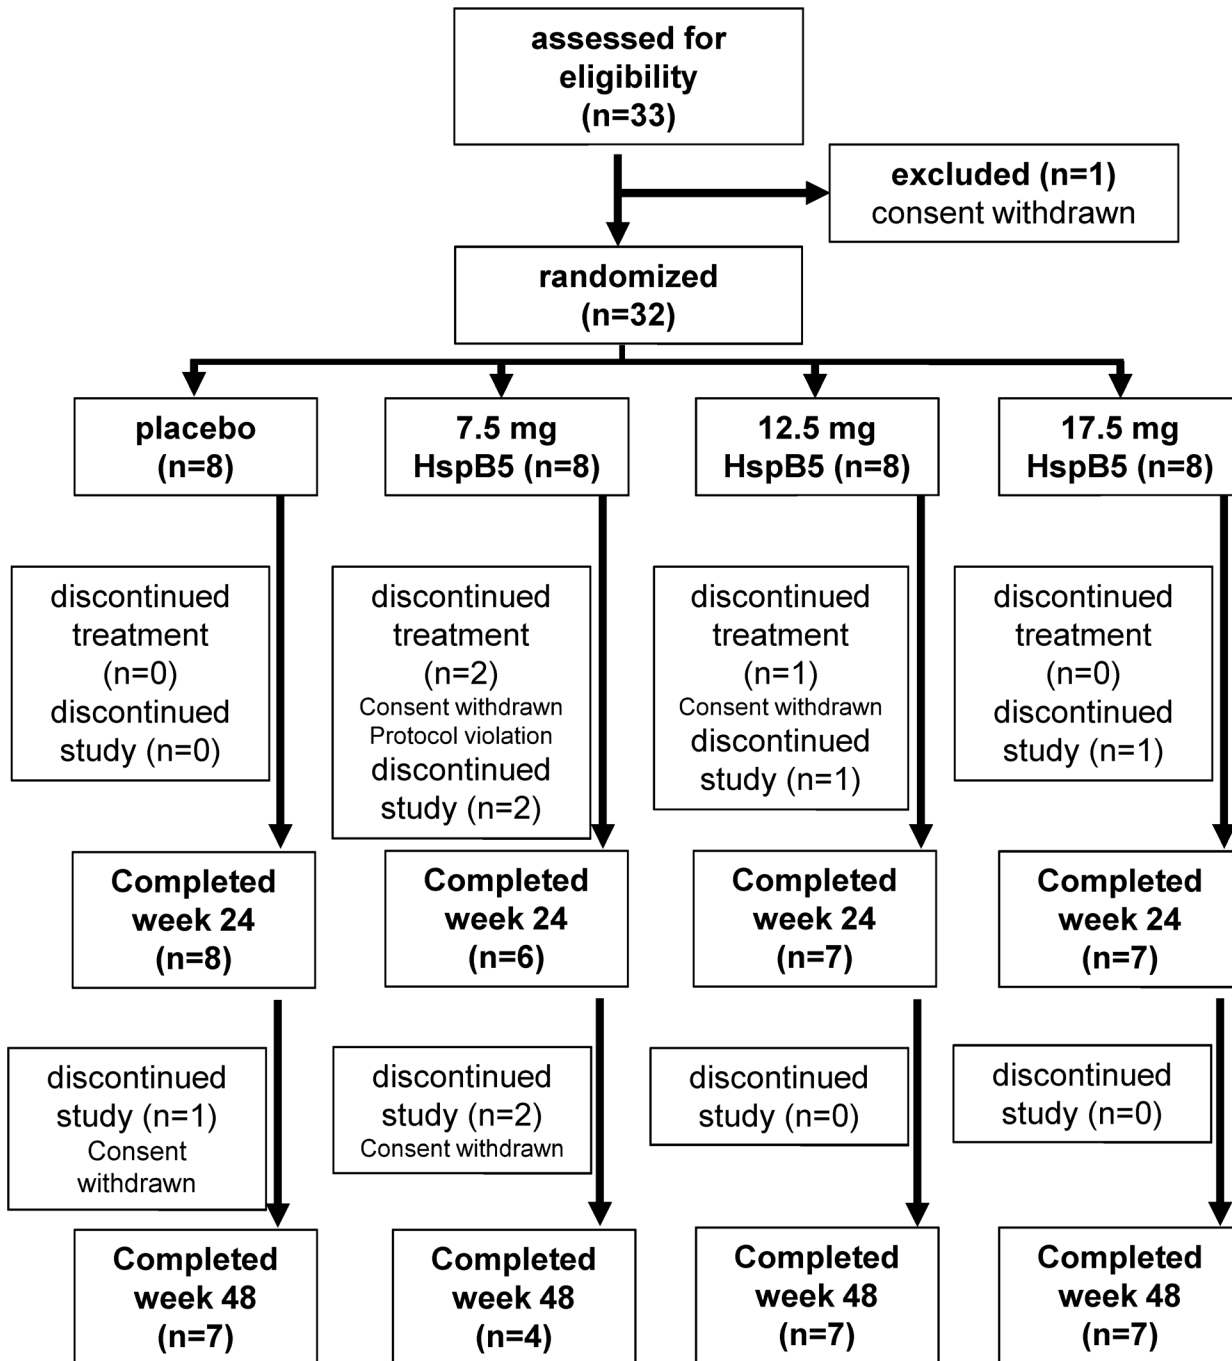 assessed for
eligibility
(n=33)
excluded (n=1)
consent withdrawn
randomized
(n=32)
placebo
(n=8)
7.5 mg
HspB5 (n=8)
12.5 mg
HspB5 (n=8)
17.5 mg
HspB5 (n=8)
discontinued
treatment
(n=0)
discontinued
study (n=0)
discontinued
treatment
(n=2)
Consent withdrawn
Protocol violation
discontinued
study (n=2)
discontinued
treatment
(n=1)
Consent withdrawn
discontinued
study (n=1)
discontinued
treatment
(n=0)
discontinued
study (n=1)
Completed
week 24
(n=8)
Completed
week 24
(n=6)
Completed
week 24
(n=7)
Completed
week 24
(n=7)
discontinued
study (n=1)
Consent
withdrawn
discontinued
study (n=2)
Consent withdrawn
discontinued
study (n=0)
discontinued
study (n=0)
Completed
week 48
(n=7)
Completed
week 48
(n=4)
Completed
week 48
(n=7)
Completed
week 48
(n=7)